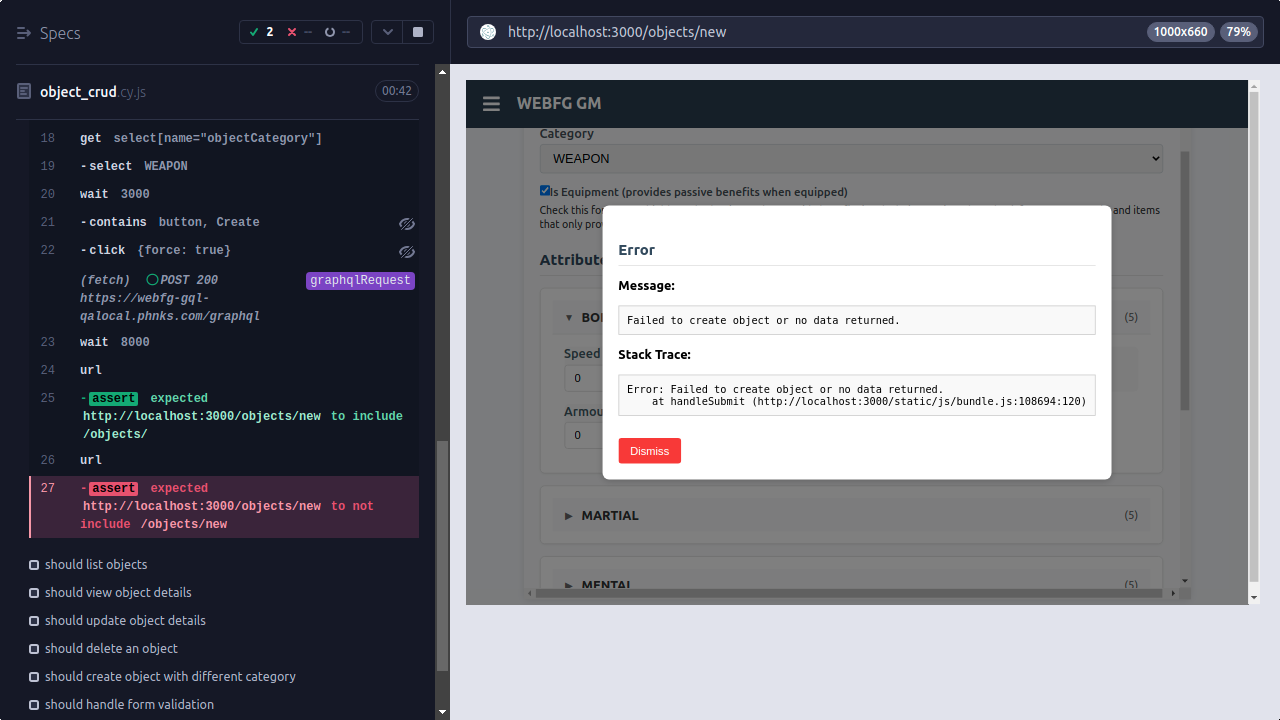 Specs
2
--
--
http://localhost:3000/objects/new
1000x660
79%
object_crud.cy.js
00:42
18 get select[name="objectCategory"]
19 -select WEAPON
20 wait 3000
21 -contains button, Create
22 -click {force: true}
(fetch) POST 200
https://webfg-gql-
qalocal.phnks.com/graphql
graphqlRequest
23 wait 8000
24 url
25 -assert expected
http://localhost:3000/objects/new to include
/objects/
26 url
27 -assert expected
http://localhost:3000/objects/new to not
include /objects/new
should list objects
should view object details
should update object details
should delete an object
should create object with different category
should handle form validation
WEBFG GM
Category
WEAPON
Is Equipment (provides passive benefits when equipped)
Check this fo
and items
that only pro
Attribute
BO
(5)
Speed
0
Armou
0
MARTIAL
(5)
MENTAL
(5)
Error
Message:
Failed to create object or no data returned.
Stack Trace:
Error: Failed to create object or no data returned.
at handleSubmit (http://localhost:3000/static/js/bundle.js:108694:120)
Dismiss